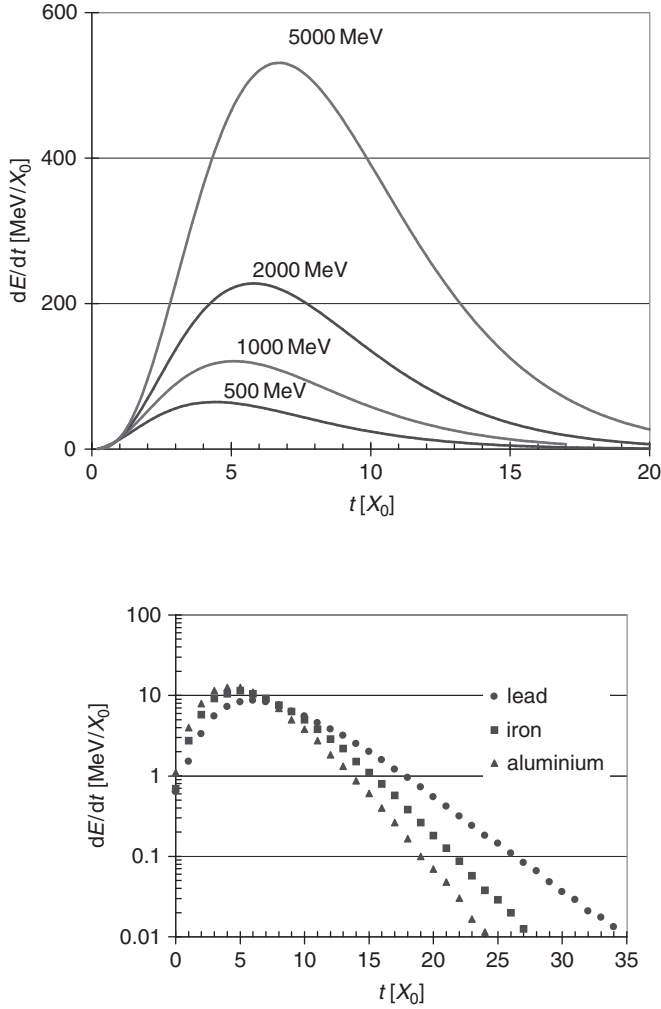 600
5000 MeV
400
dE/dt [MeV/X0]
2000 MeV
200
1000 MeV
500 MeV
0
0 5 10 15 20
t [X0]
100
lead
10
iron
dE/dt [MeV/X0]
aluminium
1
0.1
0.01
0 5 10 15 20 25 30 35
t [X0]